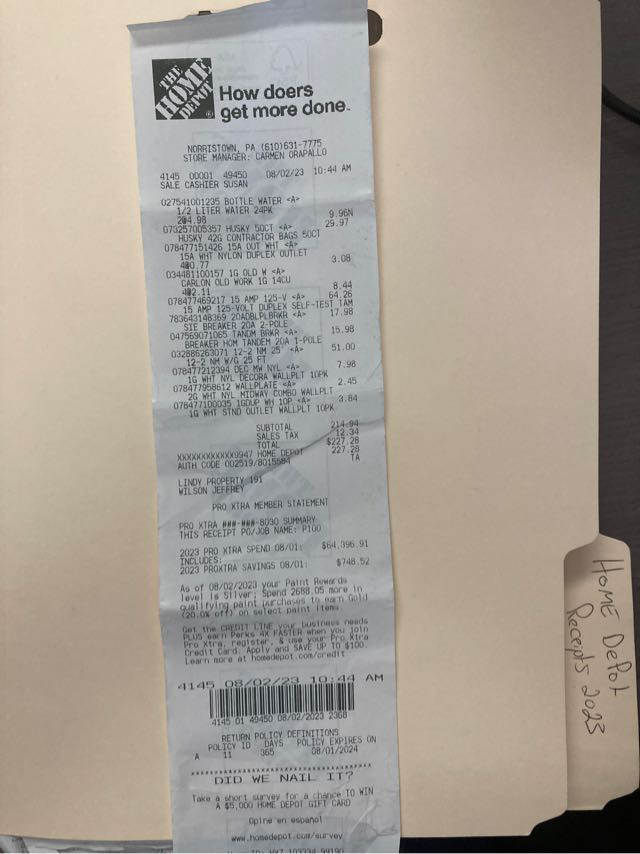 THE
HOME
DEPOT
How doers
get more done.
NORRISTOWN, PA (610)631-7775
STORE MANAGER: CARMEN ORAPALLO
4145 00001 49450 08/02/23 10:44 AM
SALE CASHIER SUSAN
027541001235 BOTTLE WATER <A>
1/2 LITER WATER 24PK
2@4.98 9.96N
073257005357 HUSKY 50CT <A> 29.97
HUSKY 42G CONTRACTOR BAGS 50CT
078477151426 15A OUT WHT <A>
15A WHT NYLON DUPLEX OUTLET
4@0.77 3.08
034481100157 1G OLD W <A>
CARLON OLD WORK 1G 14CU
4@2.11 8.44
078477469217 15 AMP 125-V <A> 64.26
15 AMP 125-VOLT DUPLEX SELF-TEST TAM
783643148369 20ADBLPLBRKR <A> 17.98
SIE BREAKER 20A 2-POLE
047569071065 TANDM BRKR <A> 15.98
BREAKER HOM TANDEM 20A 1-POLE
032886263071 12-2 NM 25' <A> 51.00
12-2 NM W/G 25 FT
078477212394 DEC MW NYL <A> 7.98
1G WHT NYL DECORA WALLPLT 10PK
078477958612 WALLPLATE <A> 2.45
2G WHT NYL MIDWAY COMBO WALLPLT
078477100035 1GDUP WH 10P <A> 3.84
1G WHT STND OUTLET WALLPLT 10PK
SUBTOTAL 214.94
SALES TAX 12.34
TOTAL $227.28
XXXXXXXXXXXX9947 HOME DEPOT 227.28
AUTH CODE 002519/8015584 TA
LINDY PROPERTY 191
WILSON JEFFREY
PRO XTRA MEMBER STATEMENT
PRO XTRA ###-###-8030 SUMMARY
THIS RECEIPT PO/JOB NAME: P100
2023 PRO XTRA SPEND 08/01: $64,396.91
INCLUDES:
2023 PROXTRA SAVINGS 08/01: $748.52
As of 08/02/2023 your Paint Rewards
level is Silver; Spend 2688.05 more in
qualifying paint purchases to earn Gold
(20.0% off) on select paint items.
Get the CREDIT LINE your business needs
PLUS earn Perks 4X FASTER when you join
Pro Xtra, register, & use your Pro Xtra
Credit Card. Apply and SAVE UP TO $100.
Learn more at homedepot.com/credit
4145 08/02/23 10:44 AM
4145 01 49450 08/02/2023 2368
RETURN POLICY DEFINITIONS
POLICY ID DAYS POLICY EXPIRES ON
A 11 365 08/01/2024
DID WE NAIL IT?
Take a short survey for a chance TO WIN
A $5,000 HOME DEPOT GIFT CARD
Opine en español
www.homedepot.com/survey
HOME DEPOT
Receipts 2023